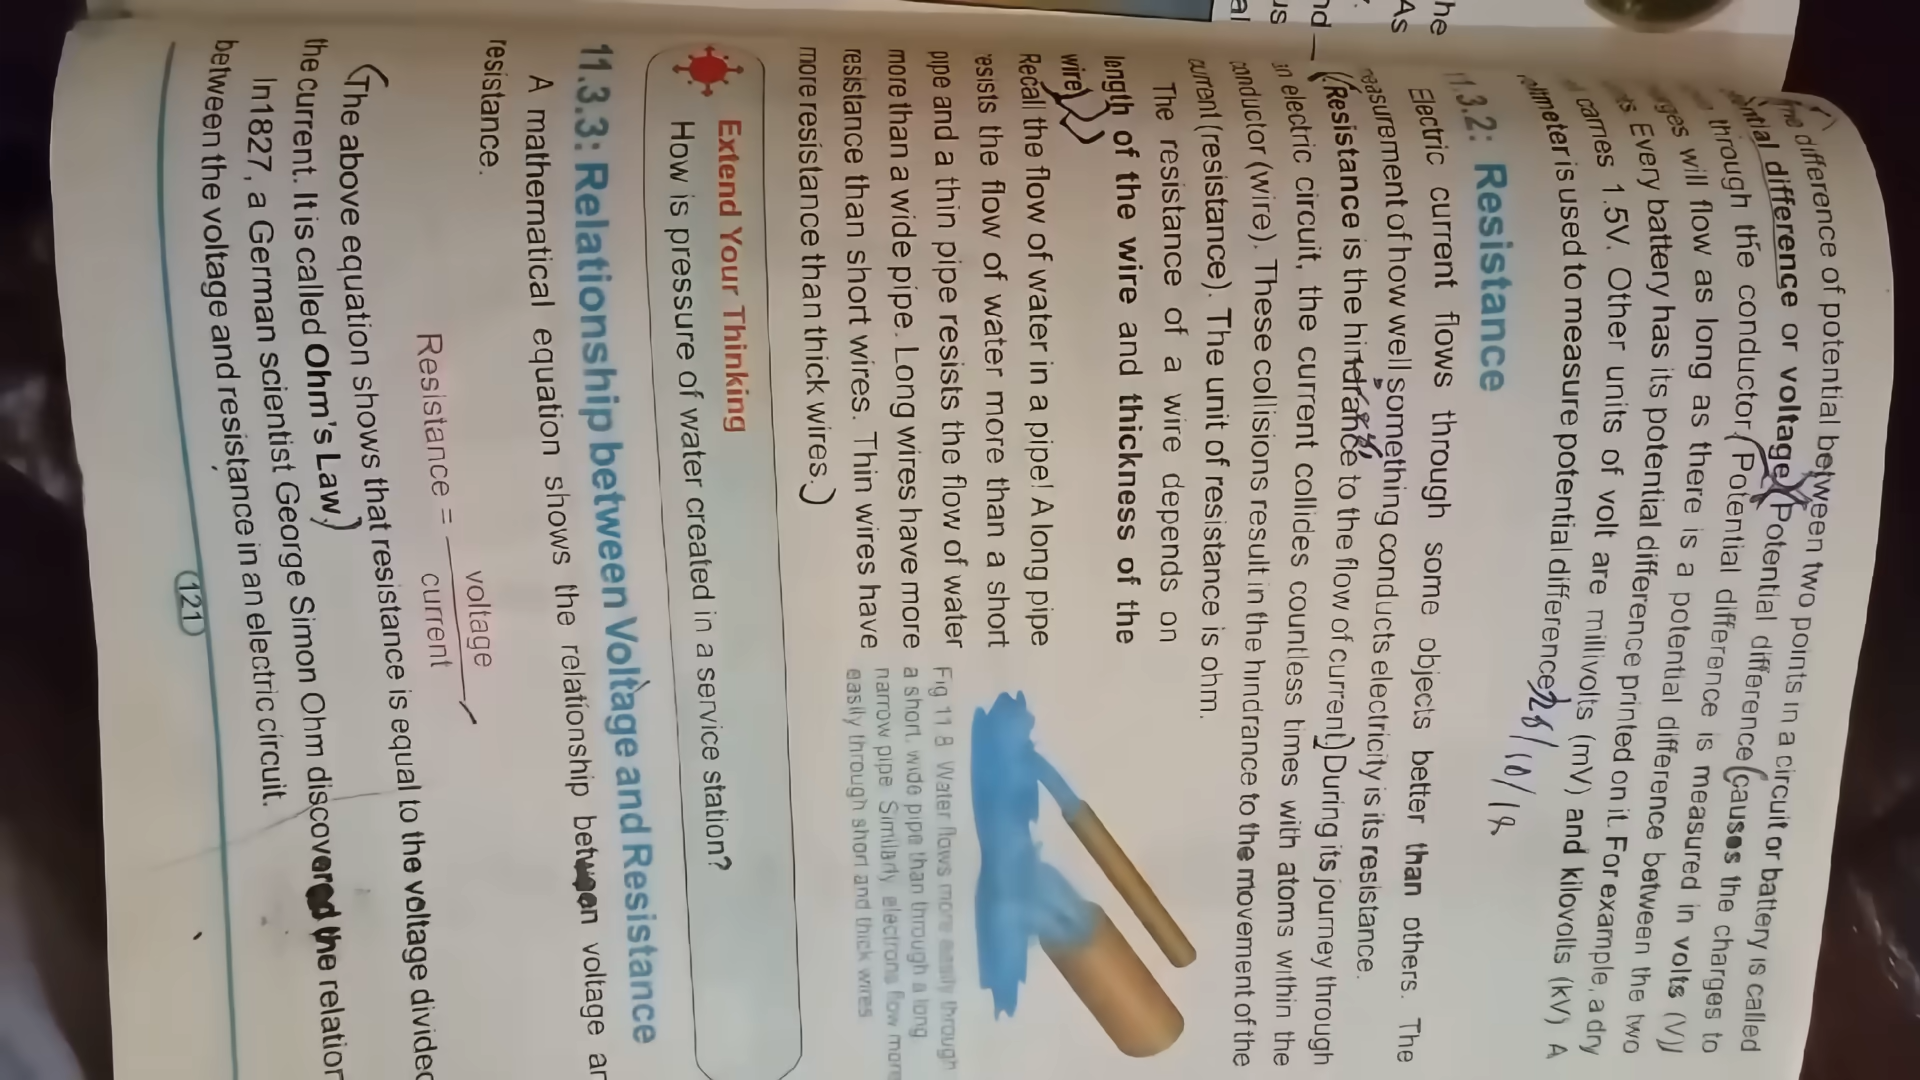 he
As
nd —
us
al
The difference of potential between two points in a circuit or battery is called
difference or voltage. Potential difference causes the charges to
through the conductor. Potential difference is measured in volts (V)
will flow as long as there is a potential difference between the two
Every battery has its potential difference printed on it. For example, a dry
carries 1.5V. Other units of volt are millivolts (mV) and kilovolts (kV) A
is used to measure potential difference.
28/10/19
11.3.2: Resistance
Electric current flows through some objects better than others. The
measurement of how well something conducts electricity is its resistance.
Resistance is the hindrance to the flow of current. During its journey through
an electric circuit, the current collides countless times with atoms within the
conductor (wire). These collisions result in the hindrance to the movement of the
current (resistance). The unit of resistance is ohm.
The resistance of a wire depends on
length of the wire and thickness of the
wire.
Recall the flow of water in a pipe! A long pipe
resists the flow of water more than a short
pipe and a thin pipe resists the flow of water
more than a wide pipe. Long wires have more
resistance than short wires. Thin wires have
more resistance than thick wires.
Fig 11.8 Water flows more easily through
a short, wide pipe than through a long
narrow pipe. Similarly, electrons flow more
easily through short and thick wires
Extend Your Thinking
How is pressure of water created in a service station?
11.3.3: Relationship between Voltage and Resistance
A mathematical equation shows the relationship between voltage an
resistance.
Resistance = voltage
current
The above equation shows that resistance is equal to the voltage divided
the current. It is called Ohm's Law.
In1827, a German scientist George Simon Ohm discovered the relation
between the voltage and resistance in an electric circuit.
121